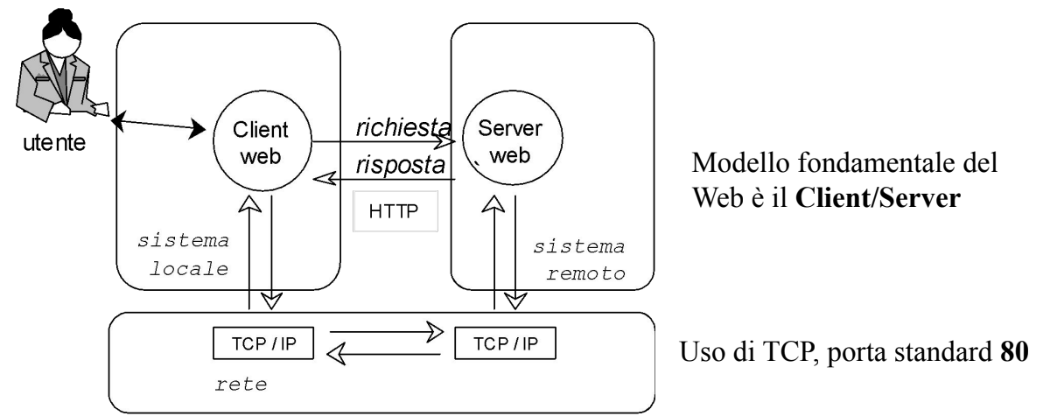 utente
Client
web
richiesta
risposta
HTTP
Server
web
sistema
locale
sistema
remoto
TCP / IP
TCP / IP
rete
Modello fondamentale del
Web è il Client/Server
Uso di TCP, porta standard 80